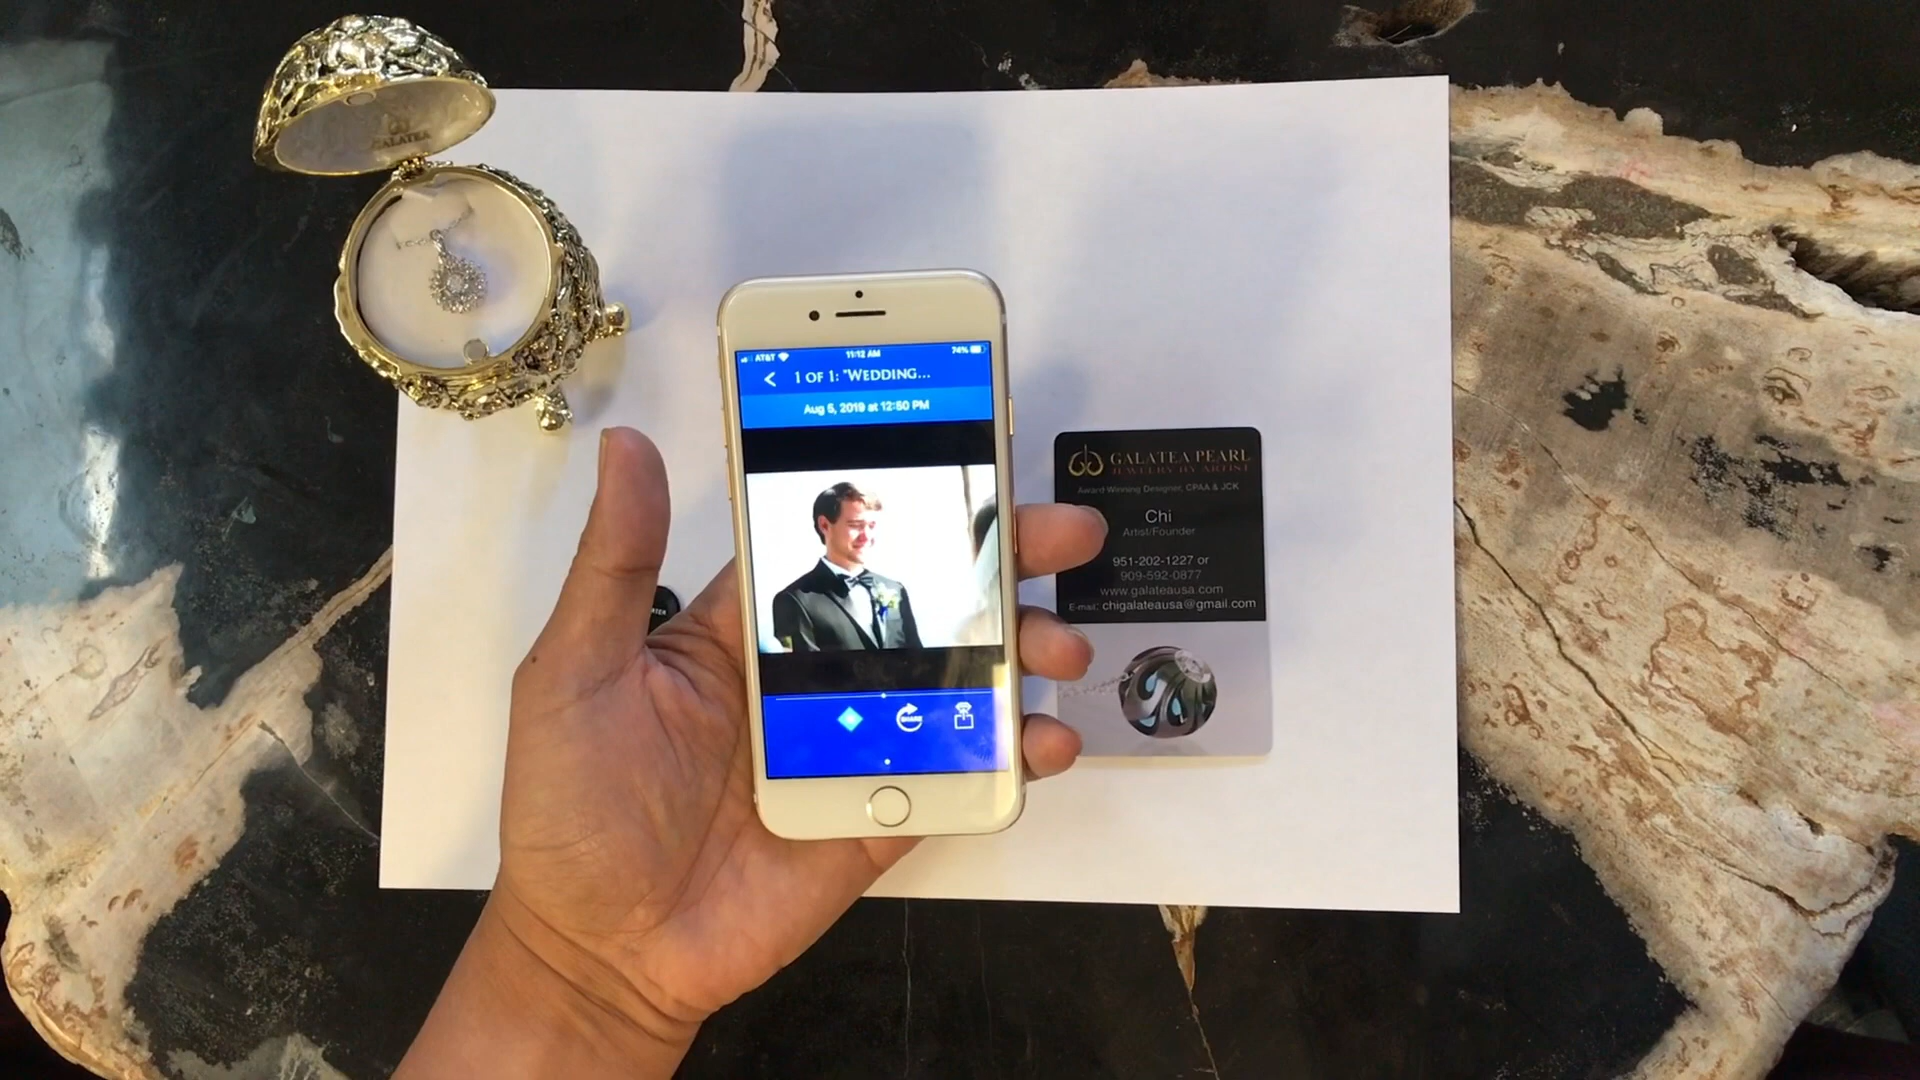 GALATEA
AT&T
11:12 AM
74%
1 OF 1: "WEDDING...
Aug 5, 2019 at 12:50 PM
SHARE
GALATEA PEARL
JEWELRY BY ARTIST
Award-Winning Designer, CPAA & JCK
Chi
Artist/Founder
951-202-1227 or
909-592-0877
www.galateausa.com
E-mail: chigalateausa@gmail.com